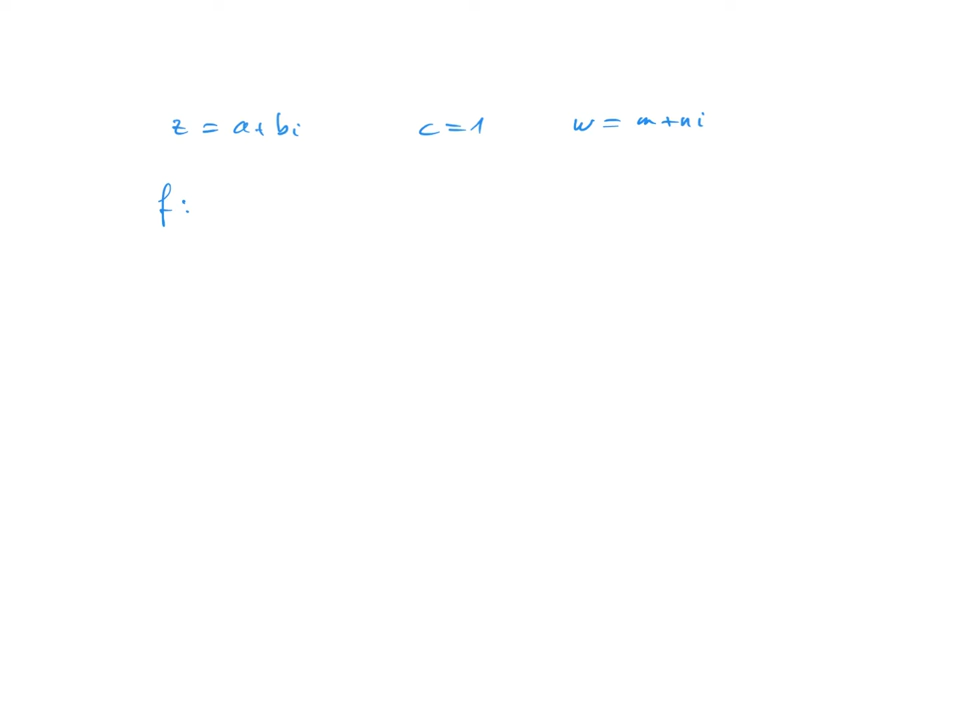 z = a + bi c = 1 w = m + ni
f :